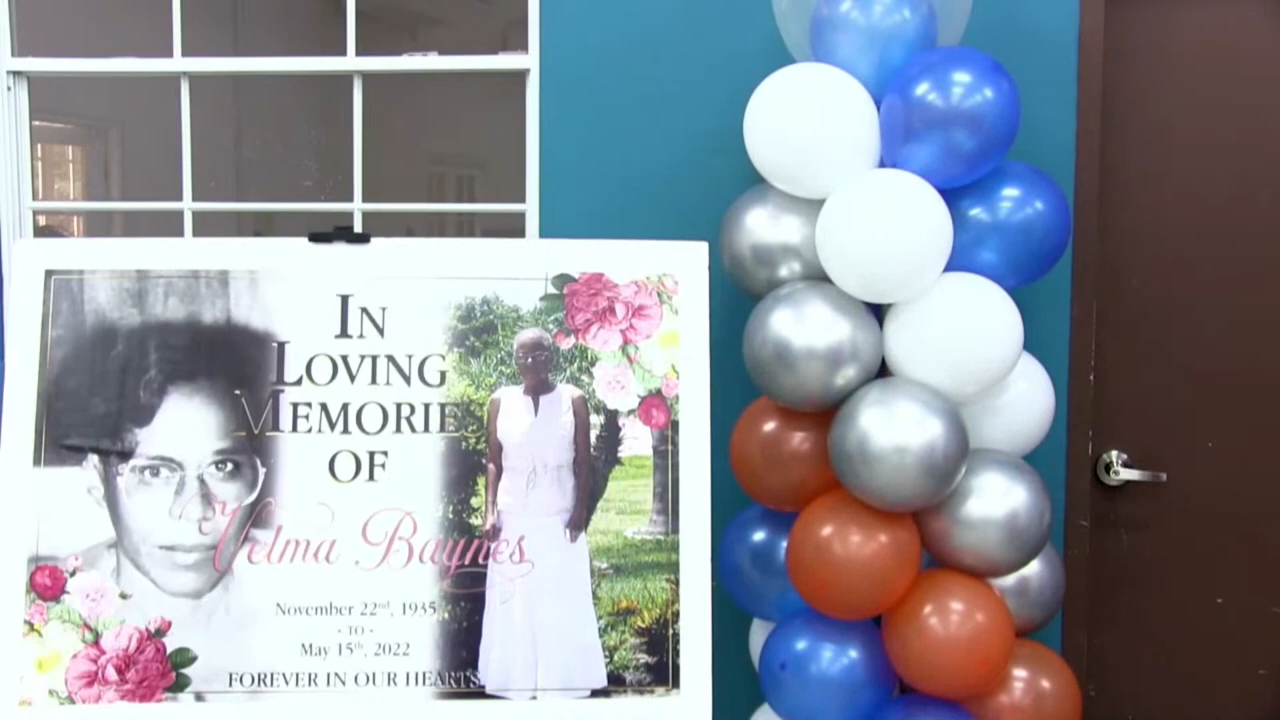 IN
LOVING
MEMORIES
OF
Velma Baynes
November 22nd, 1935
- TO -
May 15th, 2022
FOREVER IN OUR HEARTS